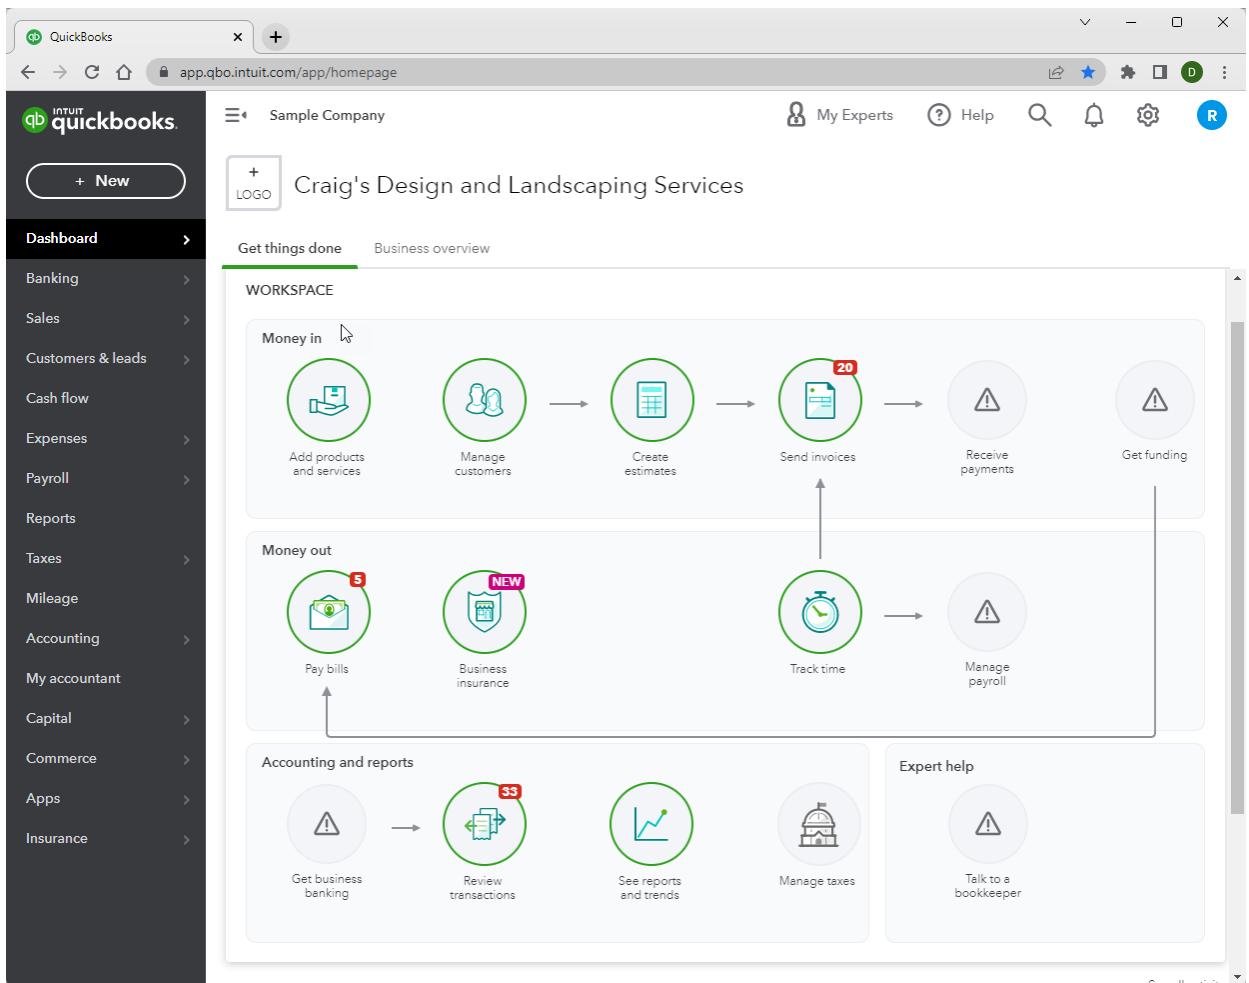 QuickBooks
app.qbo.intuit.com/app/homepage
D
INTUIT
qb quickbooks.
Sample Company
My Experts
? Help
R
+ New
+
LOGO
Craig's Design and Landscaping Services
Dashboard
Banking
Sales
Customers & leads
Cash flow
Expenses
Payroll
Reports
Taxes
Mileage
Accounting
My accountant
Capital
Commerce
Apps
Insurance
Get things done
Business overview
WORKSPACE
Money in
20
Add products
and services
Manage
customers
Create
estimates
Send invoices
Receive
payments
Get funding
Money out
5
NEW
Pay bills
Business
insurance
Track time
Manage
payroll
Accounting and reports
33
Get business
banking
Review
transactions
See reports
and trends
Manage taxes
Expert help
Talk to a
bookkeeper